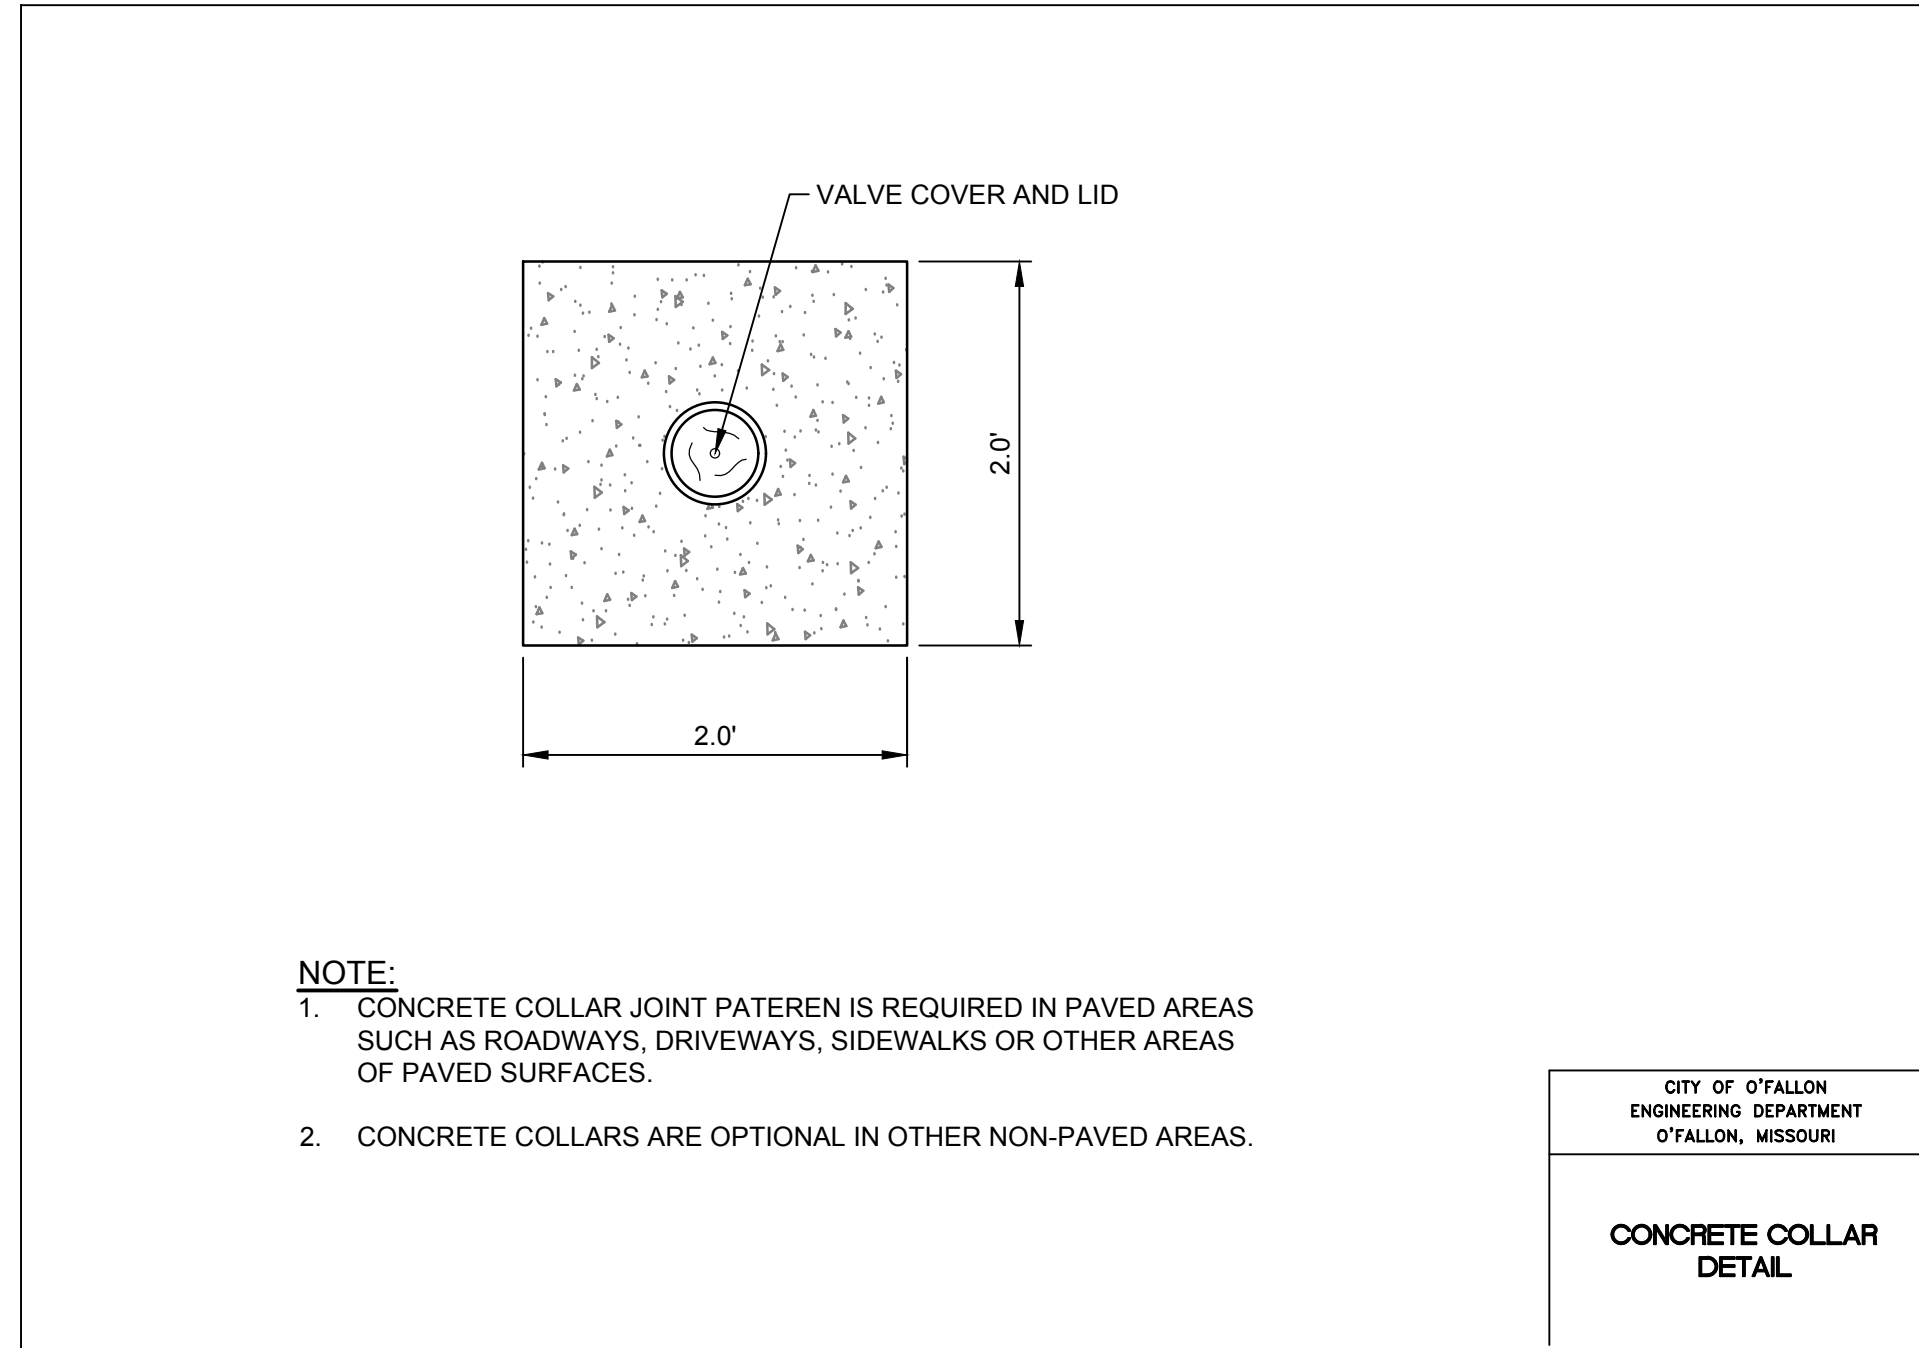 VALVE COVER AND LID
2.0'
2.0'
NOTE:
1. CONCRETE COLLAR JOINT PATEREN IS REQUIRED IN PAVED AREAS
SUCH AS ROADWAYS, DRIVEWAYS, SIDEWALKS OR OTHER AREAS
OF PAVED SURFACES.
2. CONCRETE COLLARS ARE OPTIONAL IN OTHER NON-PAVED AREAS.
CITY OF O'FALLON
ENGINEERING DEPARTMENT
O'FALLON, MISSOURI
CONCRETE COLLAR
DETAIL